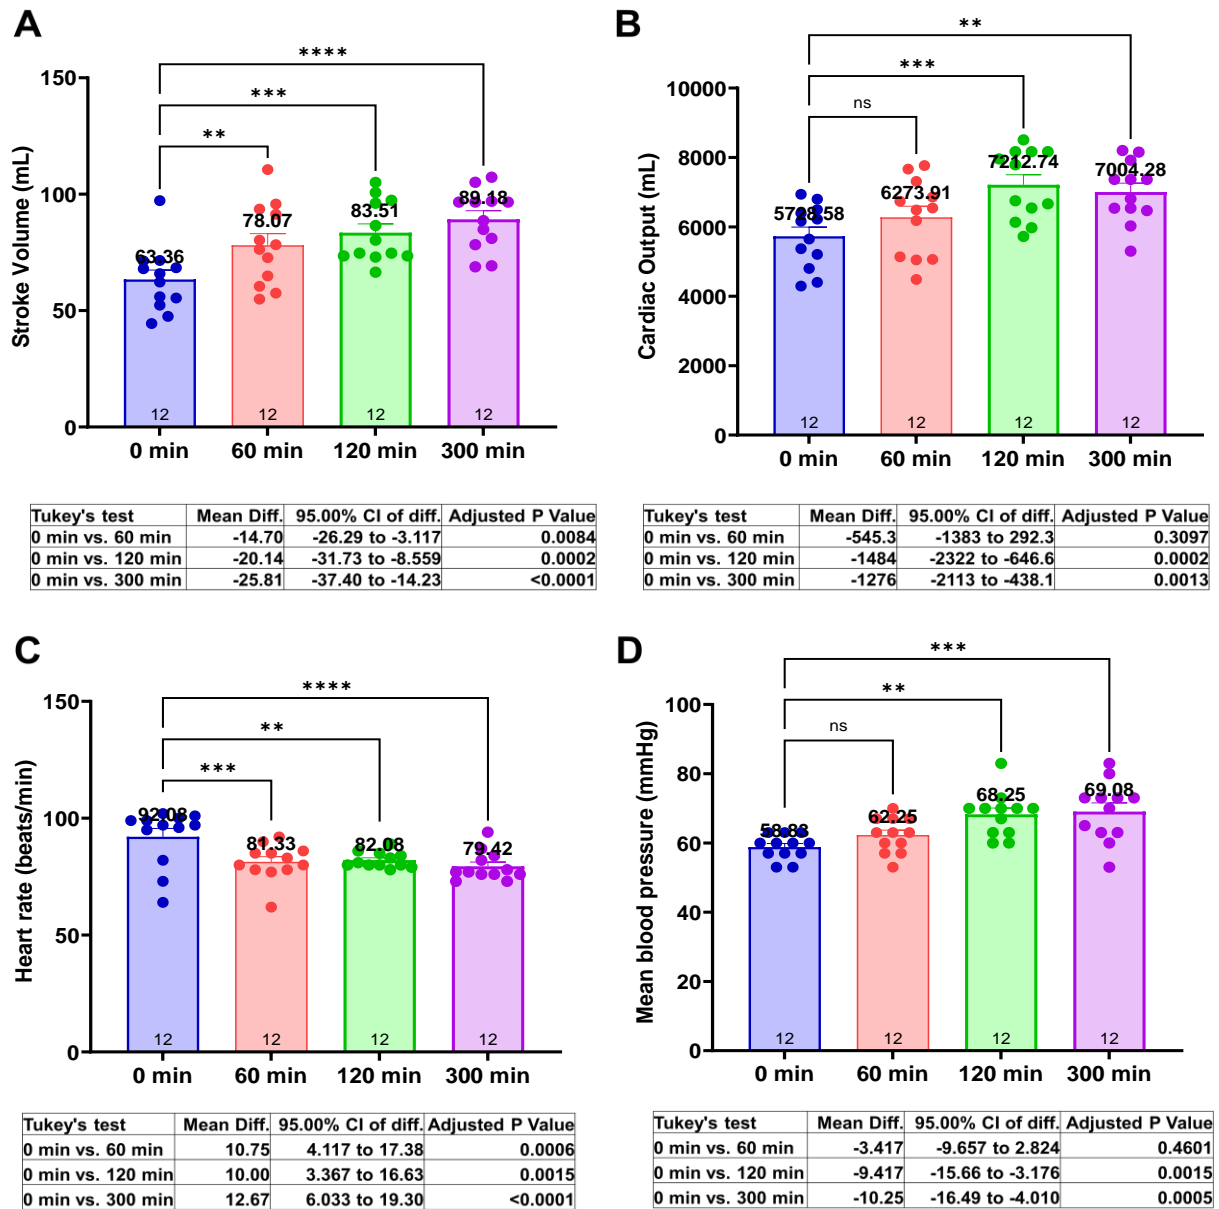 A
Stroke Volume (mL)
150
100
50
0
****
***
**
63.36
78.07
83.51
89.18
12 12 12 12
0 min 60 min 120 min 300 min
Tukey's test Mean Diff. 95.00% CI of diff. Adjusted P Value
0 min vs. 60 min -14.70 -26.29 to -3.117 0.0084
0 min vs. 120 min -20.14 -31.73 to -8.559 0.0002
0 min vs. 300 min -25.81 -37.40 to -14.23 <0.0001
B
Cardiac Output (mL)
10000
8000
6000
4000
2000
0
**
***
ns
5728.58
6273.91
7212.74
7004.28
12 12 12 12
0 min 60 min 120 min 300 min
Tukey's test Mean Diff. 95.00% CI of diff. Adjusted P Value
0 min vs. 60 min -545.3 -1383 to 292.3 0.3097
0 min vs. 120 min -1484 -2322 to -646.6 0.0002
0 min vs. 300 min -1276 -2113 to -438.1 0.0013
C
Heart rate (beats/min)
150
100
50
0
****
**
***
92.08
81.33
82.08
79.42
12 12 12 12
0 min 60 min 120 min 300 min
Tukey's test Mean Diff. 95.00% CI of diff. Adjusted P Value
0 min vs. 60 min 10.75 4.117 to 17.38 0.0006
0 min vs. 120 min 10.00 3.367 to 16.63 0.0015
0 min vs. 300 min 12.67 6.033 to 19.30 <0.0001
D
Mean blood pressure (mmHg)
100
80
60
40
20
0
***
**
ns
58.83
62.25
68.25
69.08
12 12 12 12
0 min 60 min 120 min 300 min
Tukey's test Mean Diff. 95.00% CI of diff. Adjusted P Value
0 min vs. 60 min -3.417 -9.657 to 2.824 0.4601
0 min vs. 120 min -9.417 -15.66 to -3.176 0.0015
0 min vs. 300 min -10.25 -16.49 to -4.010 0.0005